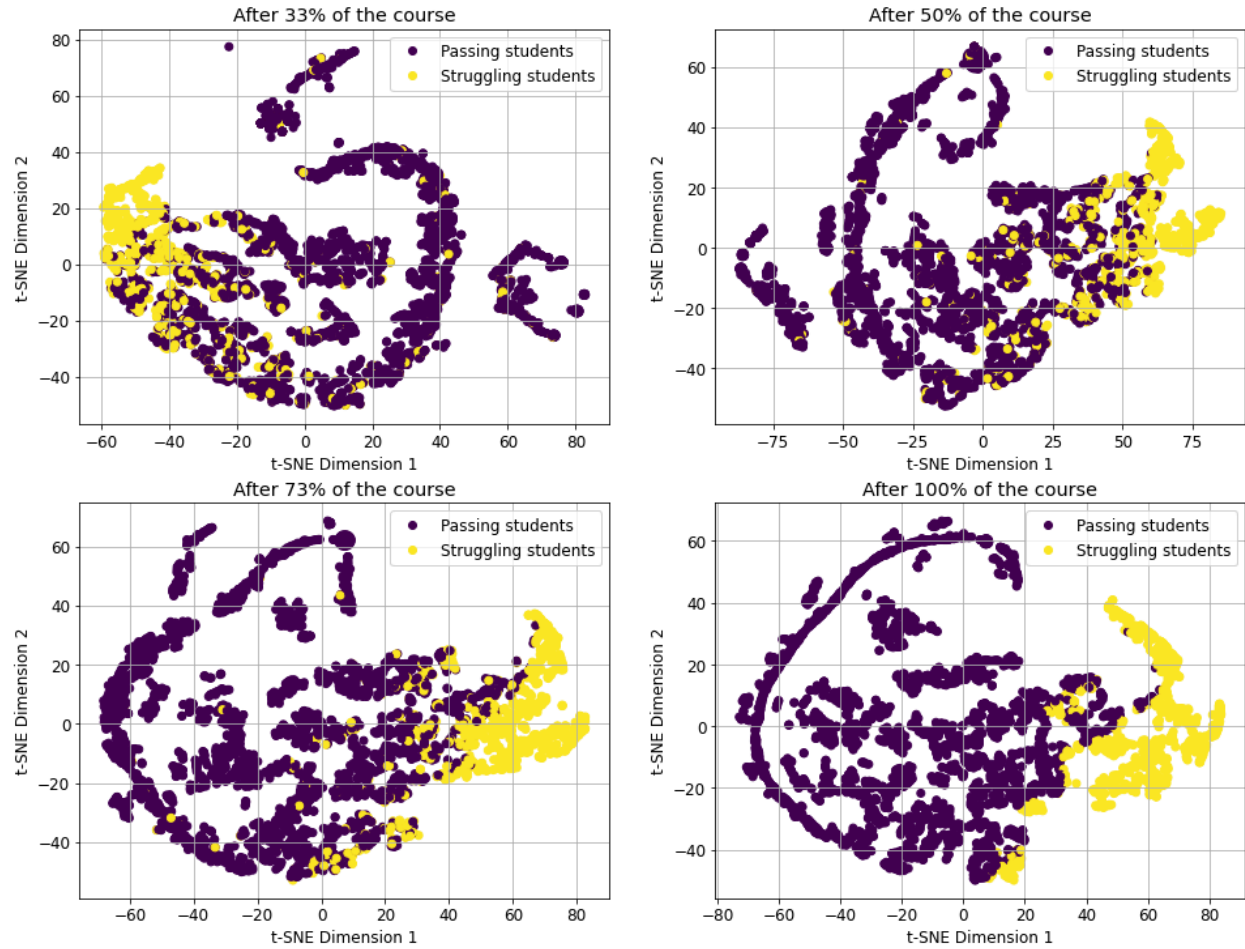 After 33% of the course
Passing students
Struggling students
80
60
40
20
0
−20
−40
t-SNE Dimension 2
−60
−40
−20
0
20
40
60
80
t-SNE Dimension 1
After 50% of the course
Passing students
Struggling students
60
40
20
0
−20
−40
t-SNE Dimension 2
−75
−50
−25
0
25
50
75
t-SNE Dimension 1
After 73% of the course
Passing students
Struggling students
60
40
20
0
−20
−40
t-SNE Dimension 2
−60
−40
−20
0
20
40
60
80
t-SNE Dimension 1
After 100% of the course
Passing students
Struggling students
60
40
20
0
−20
−40
t-SNE Dimension 2
−80
−60
−40
−20
0
20
40
60
80
t-SNE Dimension 1